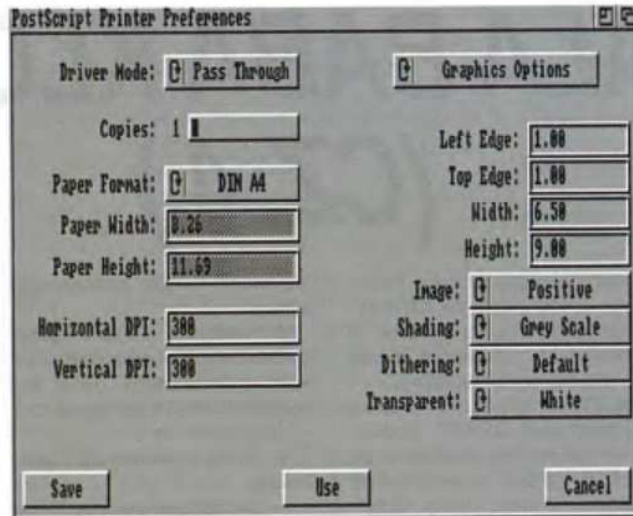 PostScript Printer Preferences
Driver Mode: Pass Through
Copies: 1
Paper Format: DIN A4
Paper Width: 8.26
Paper Height: 11.69
Horizontal DPI: 300
Vertical DPI: 300
Graphics Options
Left Edge: 1.00
Top Edge: 1.00
Width: 6.50
Height: 9.00
Image: Positive
Shading: Grey Scale
Dithering: Default
Transparent: White
Save Use Cancel